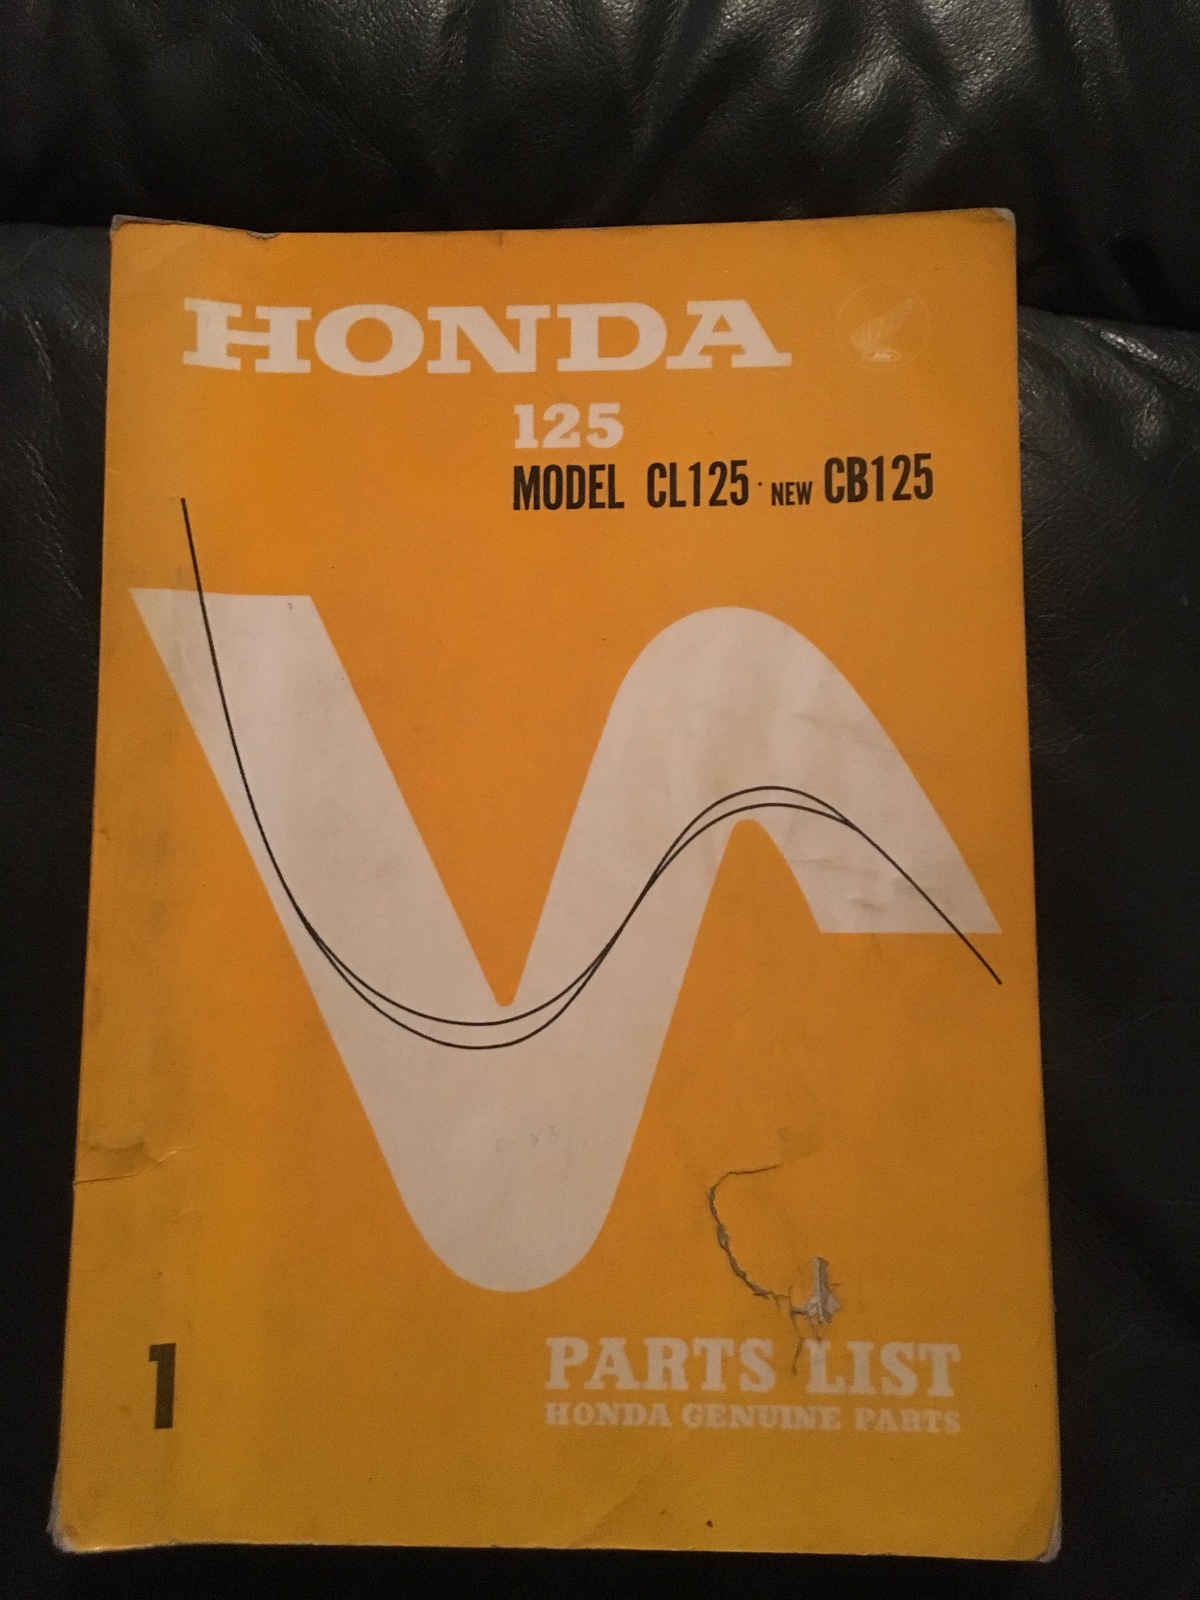 HONDA
125
MODEL CL125 · NEW CB125
1
PARTS LIST
HONDA GENUINE PARTS